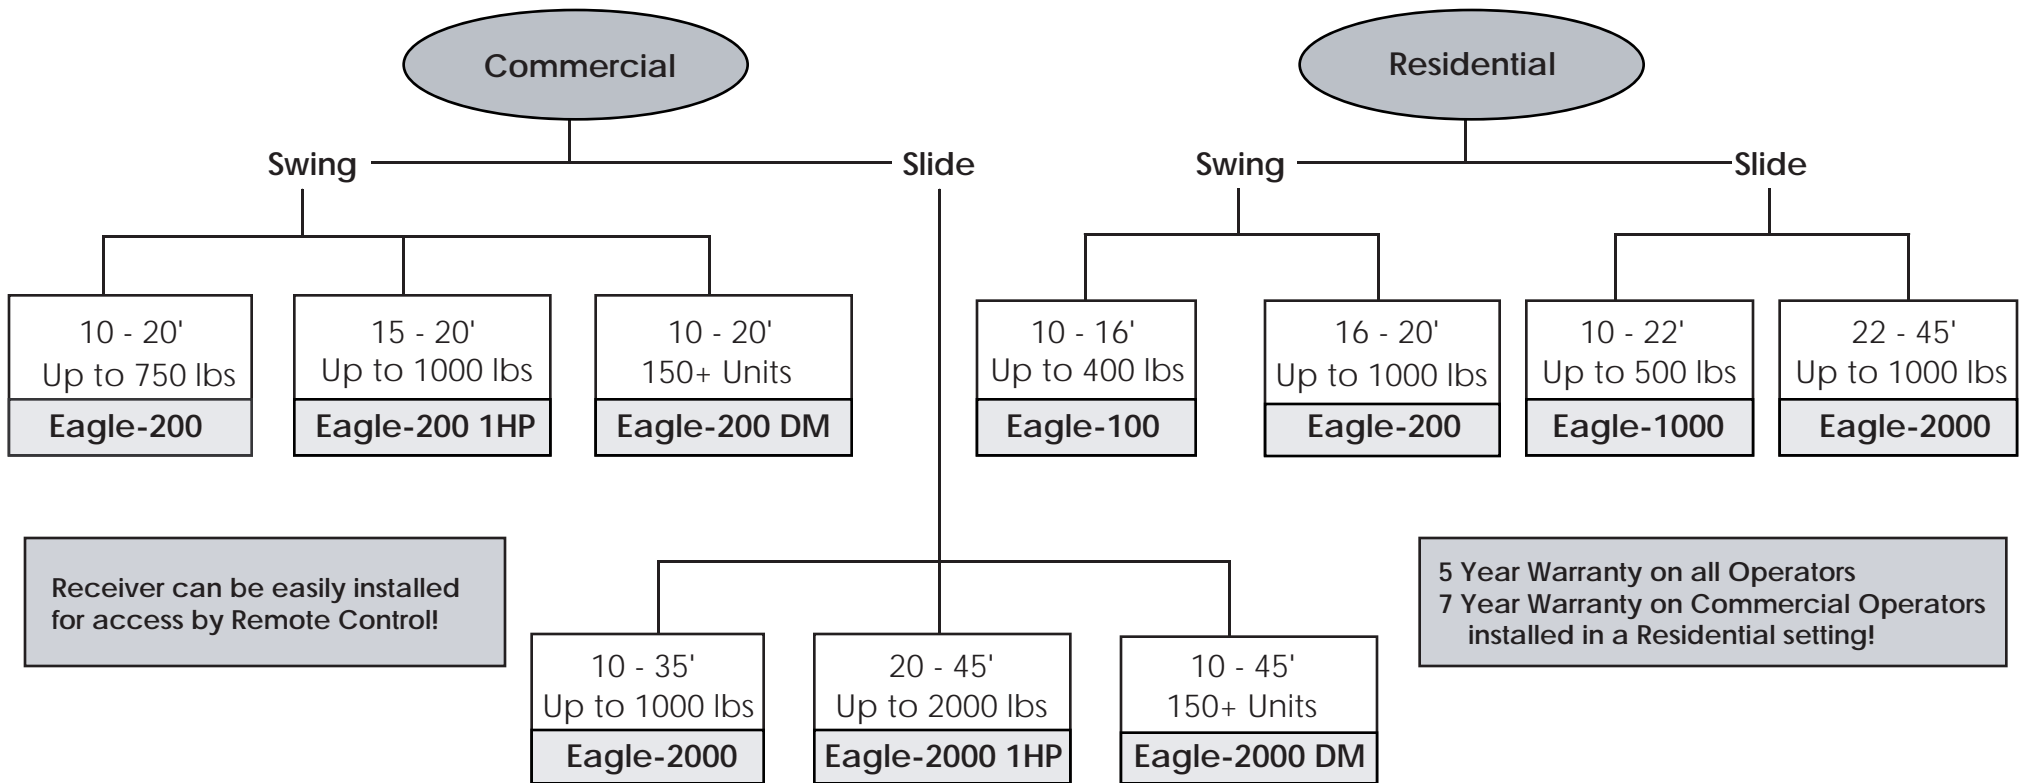 Commercial
Residential
Swing
Slide
Swing
Slide
10 - 20'
Up to 750 lbs
Eagle-200
15 - 20'
Up to 1000 lbs
Eagle-200 1HP
10 - 20'
150+ Units
Eagle-200 DM
10 - 16'
Up to 400 lbs
Eagle-100
16 - 20'
Up to 1000 lbs
Eagle-200
10 - 22'
Up to 500 lbs
Eagle-1000
22 - 45'
Up to 1000 lbs
Eagle-2000
Receiver can be easily installed
for access by Remote Control!
10 - 35'
Up to 1000 lbs
Eagle-2000
20 - 45'
Up to 2000 lbs
Eagle-2000 1HP
10 - 45'
150+ Units
Eagle-2000 DM
5 Year Warranty on all Operators
7 Year Warranty on Commercial Operators
installed in a Residential setting!